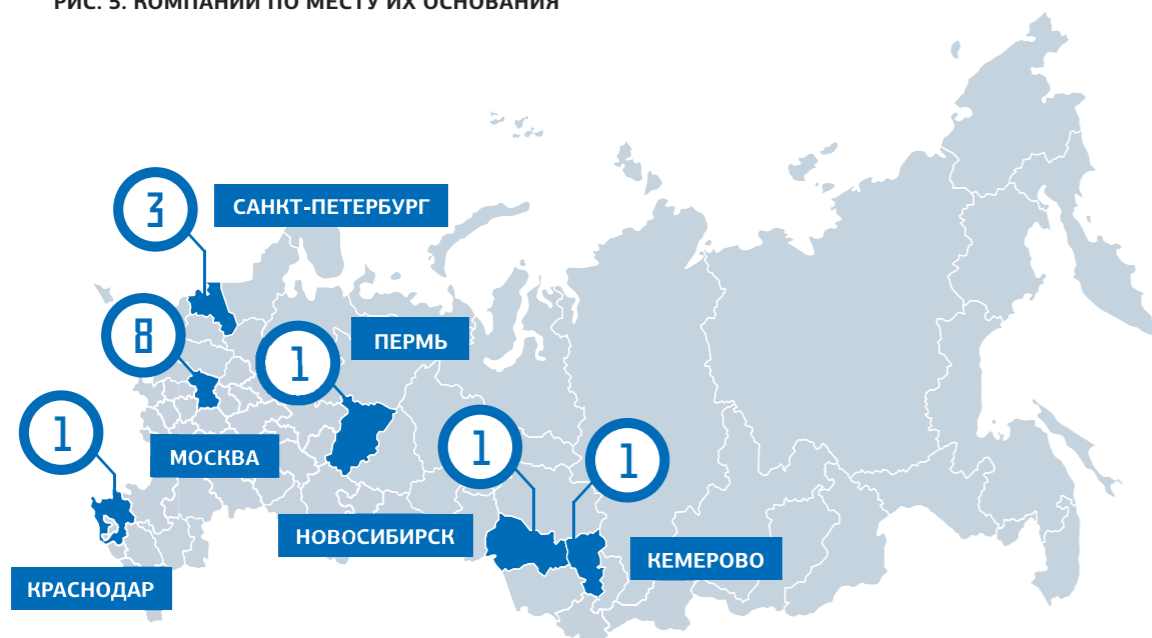 РИС. 5. КОМПАНИИ ПО МЕСТУ ИХ ОСНОВАНИЯ
3
САНКТ-ПЕТЕРБУРГ
8
ПЕРМЬ
1
1
МОСКВА
1
1
НОВОСИБИРСК
КЕМЕРОВО
КРАСНОДАР